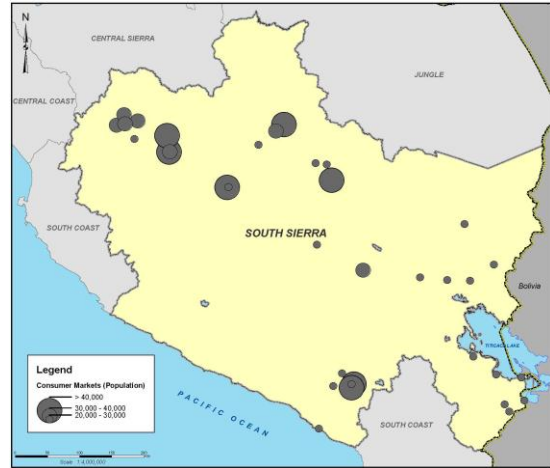 N
CENTRAL SIERRA
JUNGLE
CENTRAL COAST
SOUTH COAST
SOUTH SIERRA
Bolivia
TITICACA LAKE
Legend
Consumer Markets (Population)
> 40,000
30,000 - 40,000
20,000 - 30,000
PACIFIC OCEAN
SOUTH COAST
Scale 1:4,000,000